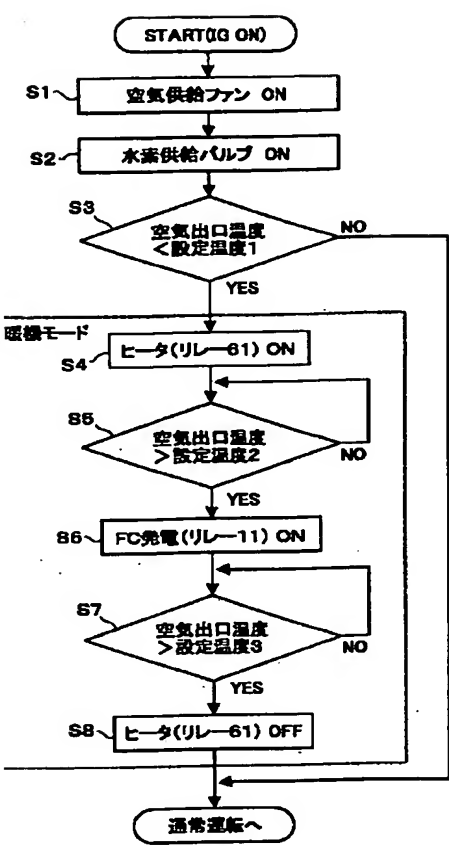 START(IG ON)
S1
空気供給ファン ON
S2
水素供給バルブ ON
S3
空気出口温度
<設定温度1
NO
YES
暖機モード
S4
ヒータ(リレー61) ON
S5
空気出口温度
>設定温度2
NO
YES
S6
FC発電(リレー11) ON
S7
空気出口温度
>設定温度3
NO
YES
S8
ヒータ(リレー61) OFF
通常運転へ